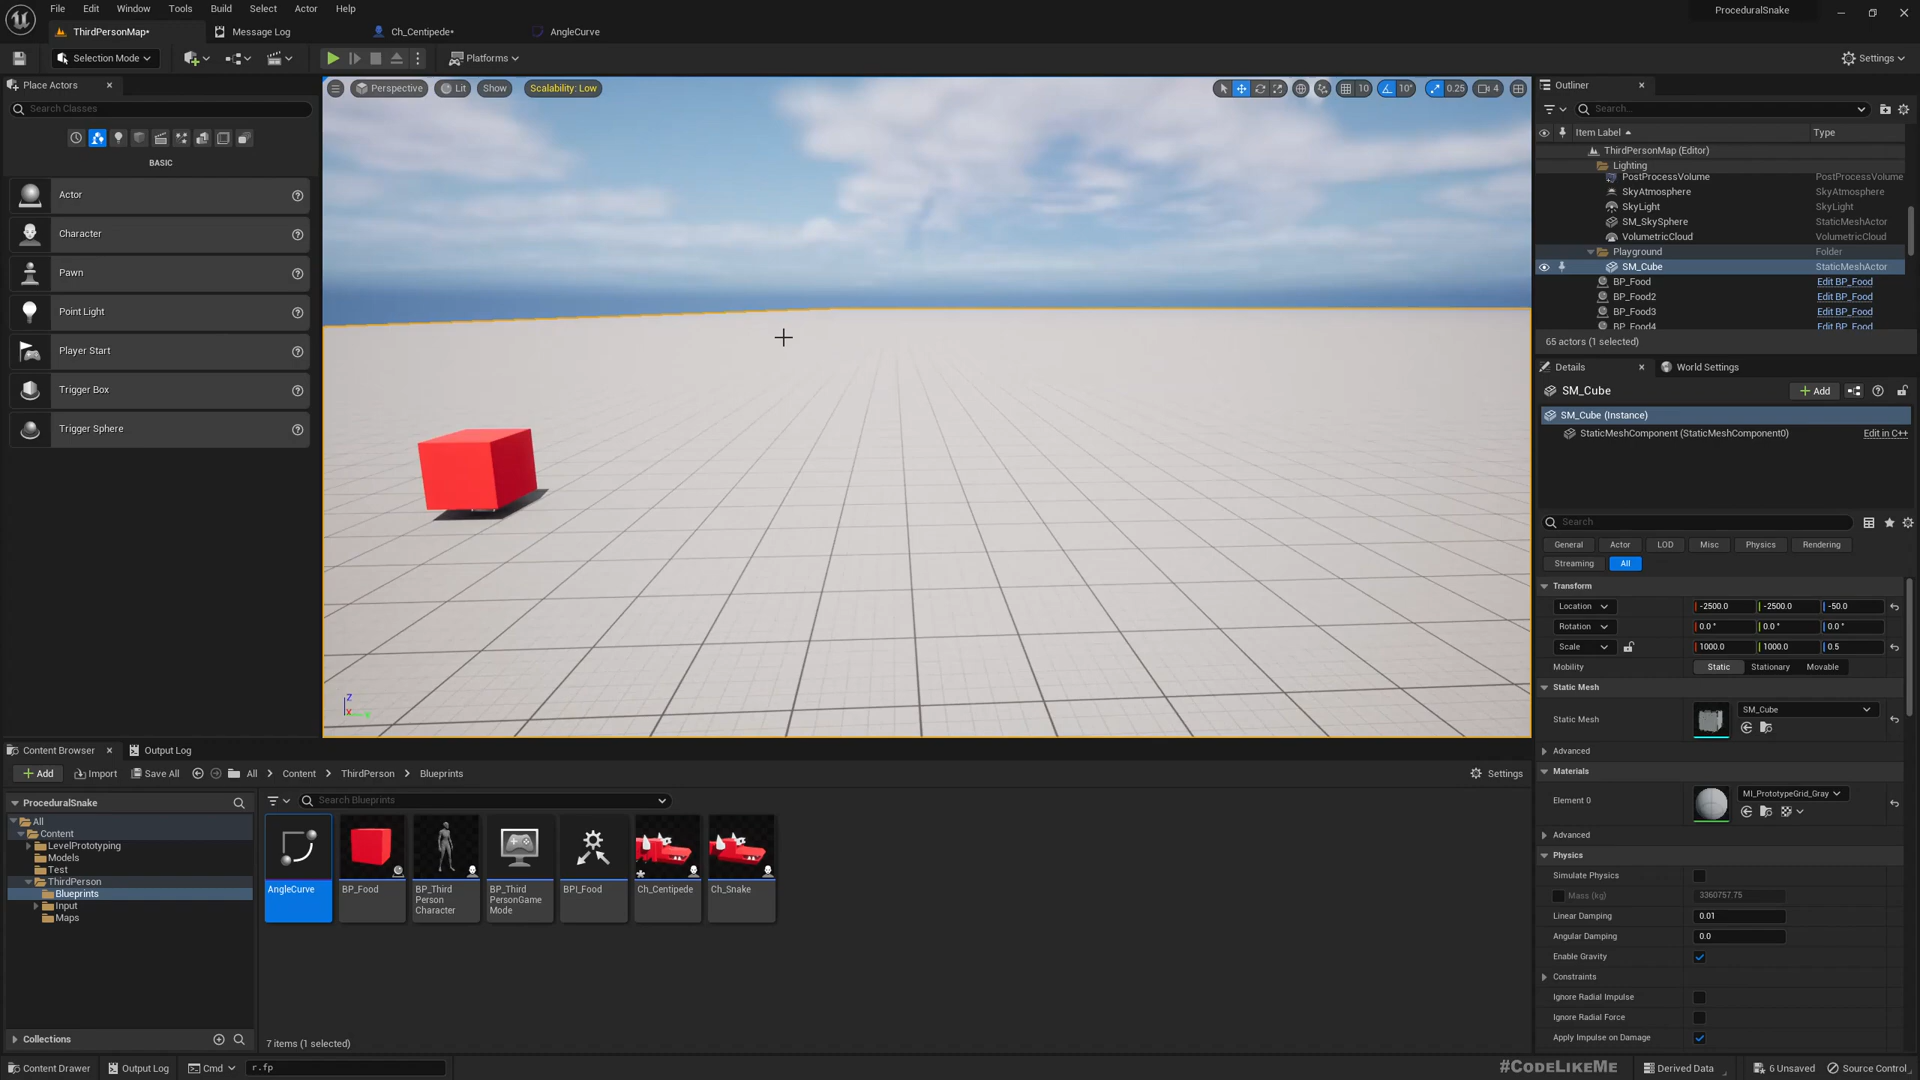 File Edit Window Tools Build Select Actor Help
ProceduralSnake
ThirdPersonMap*
Message Log
Ch_Centipede*
AngleCurve
Selection Mode
Platforms
Settings
Place Actors
Search Classes
BASIC
Actor
Character
Pawn
Point Light
Player Start
Trigger Box
Trigger Sphere
Perspective
Lit
Show
Scalability: Low
10
10°
0.25
4
Z
X
Outliner
Search...
Item Label
Type
ThirdPersonMap (Editor)
Lighting
PostProcessVolume PostProcessVolume
SkyAtmosphere SkyAtmosphere
SkyLight SkyLight
SM_SkySphere StaticMeshActor
VolumetricCloud VolumetricCloud
Playground Folder
SM_Cube StaticMeshActor
BP_Food Edit BP_Food
BP_Food2 Edit BP_Food
BP_Food3 Edit BP_Food
BP_Food4 Edit BP_Food
65 actors (1 selected)
Details
World Settings
SM_Cube
Add
SM_Cube (Instance)
StaticMeshComponent (StaticMeshComponent0) Edit in C++
Search
General Actor LOD Misc Physics Rendering
Streaming All
Transform
Location -2500.0 -2500.0 -50.0
Rotation 0.0 ° 0.0 ° 0.0 °
Scale 1000.0 1000.0 0.5
Mobility Static Stationary Movable
Static Mesh
Static Mesh SM_Cube
Advanced
Materials
Element 0 MI_PrototypeGrid_Gray
Advanced
Physics
Simulate Physics
Mass (kg) 3360757.75
Linear Damping 0.01
Angular Damping 0.0
Enable Gravity
Constraints
Ignore Radial Impulse
Ignore Radial Force
Apply Impulse on Damage
Content Browser
Output Log
Add
Import
Save All
All
Content
ThirdPerson
Blueprints
Settings
ProceduralSnake
Search Blueprints
All
Content
LevelPrototyping
Models
Test
ThirdPerson
Blueprints
Input
Maps
AngleCurve
BP_Food
BP_Third
Person
Character
BP_Third
PersonGame
Mode
BPI_Food
Ch_Centipede
Ch_Snake
Collections
7 items (1 selected)
Content Drawer
Output Log
Cmd
r.fp
#CODELIKEME
Derived Data
6 Unsaved
Source Control